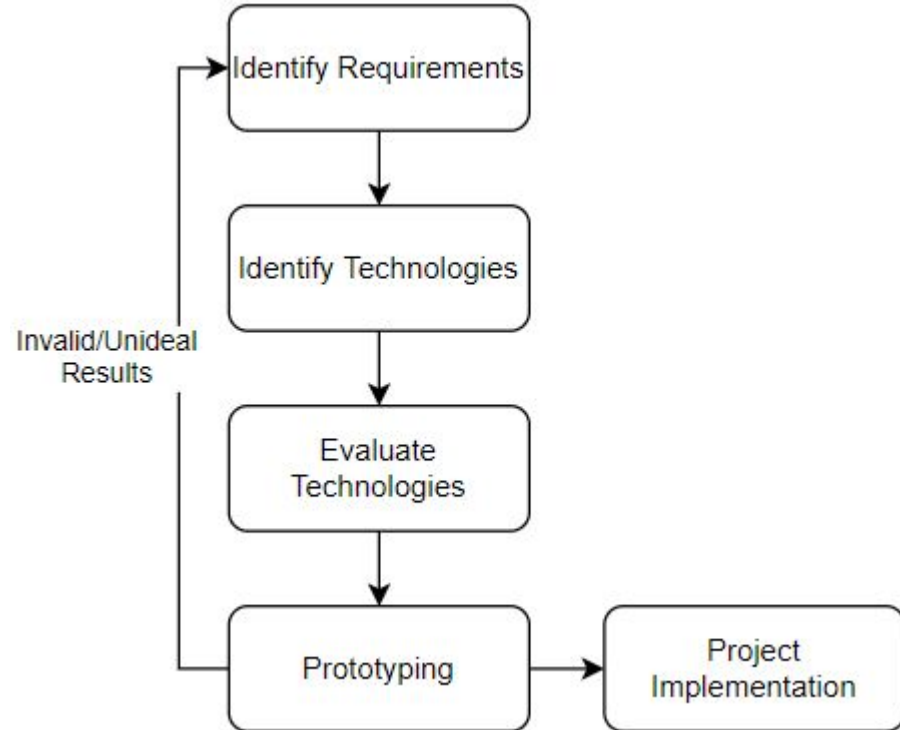 Identify Requirements
Identify Technologies
Invalid/Unideal
Results
Evaluate
Technologies
Prototyping
Project
Implementation